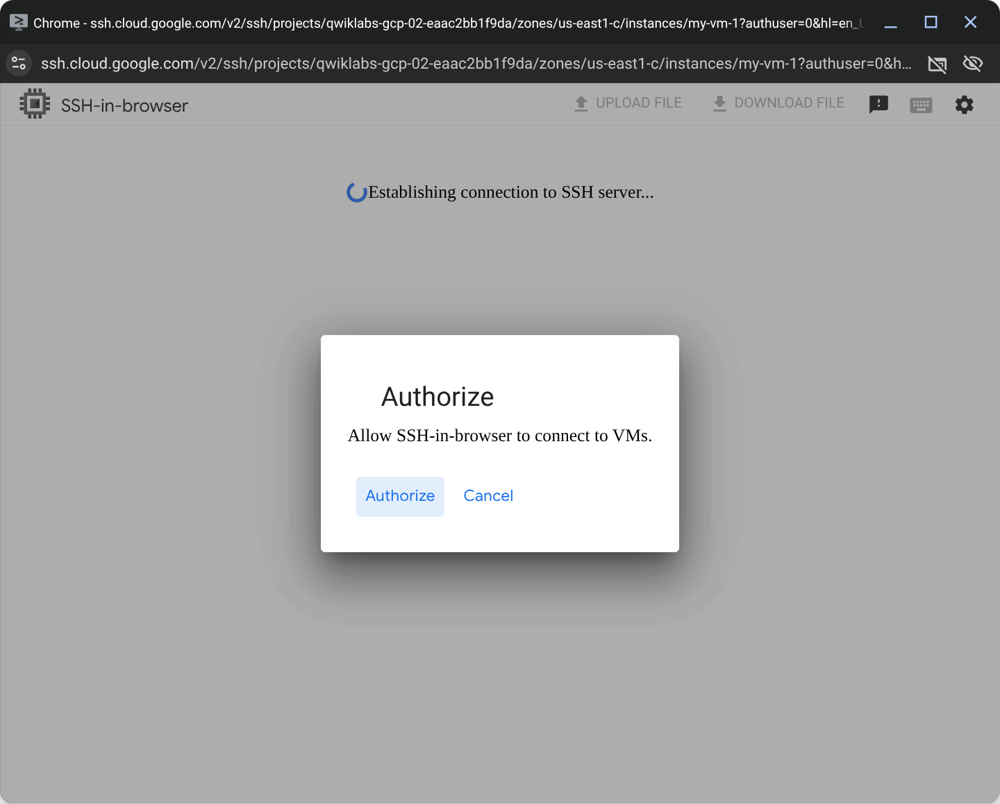 Chrome - ssh.cloud.google.com/v2/ssh/projects/qwiklabs-gcp-02-eaac2bb1f9da/zones/us-east1-c/instances/my-vm-1?authuser=0&hl=en_U
ssh.cloud.google.com/v2/ssh/projects/qwiklabs-gcp-02-eaac2bb1f9da/zones/us-east1-c/instances/my-vm-1?authuser=0&h...
SSH-in-browser UPLOAD FILE DOWNLOAD FILE
Establishing connection to SSH server...
Authorize
Allow SSH-in-browser to connect to VMs.
Authorize Cancel